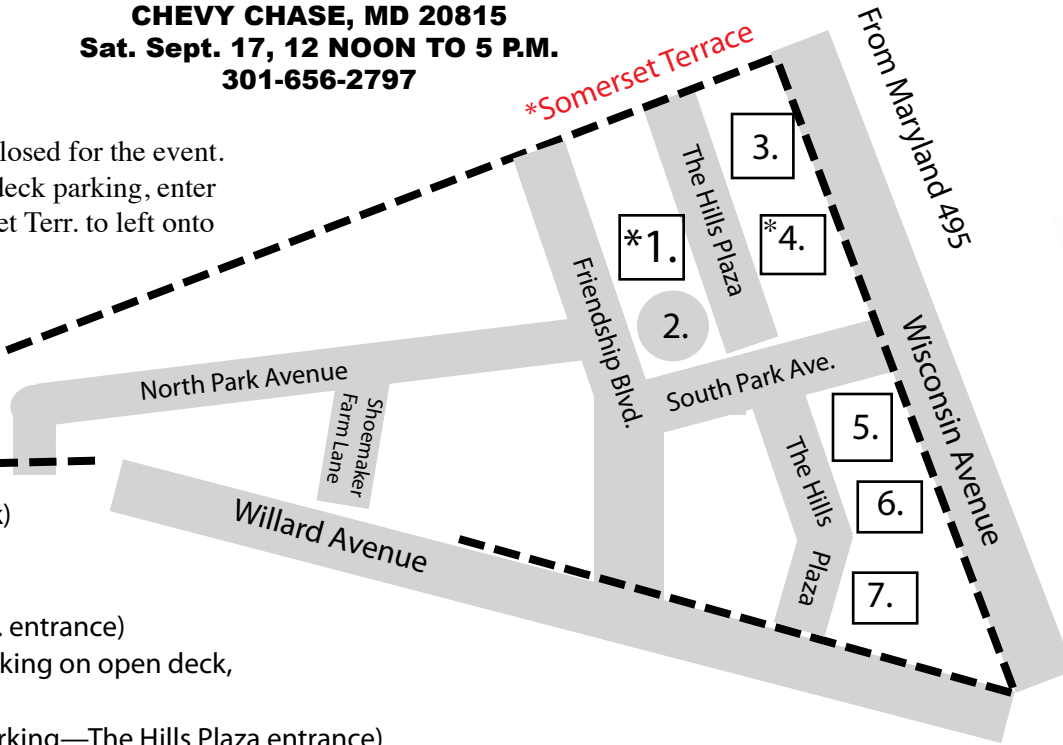 CHEVY CHASE, MD 20815
Sat. Sept. 17, 12 NOON TO 5 P.M.
301-656-2797
losed for the event.
deck parking, enter
et Terr. to left onto
*Somerset Terrace
From Maryland 495
The Hills Plaza
3.
*1.
*4.
2.
Friendship Blvd.
Wisconsin Avenue
North Park Avenue
South Park Ave.
Shoemaker
Farm Lane
5.
The Hills
Plaza
6.
7.
Willard Avenue
k)
. entrance)
king on open deck,
rking—The Hills Plaza entrance)